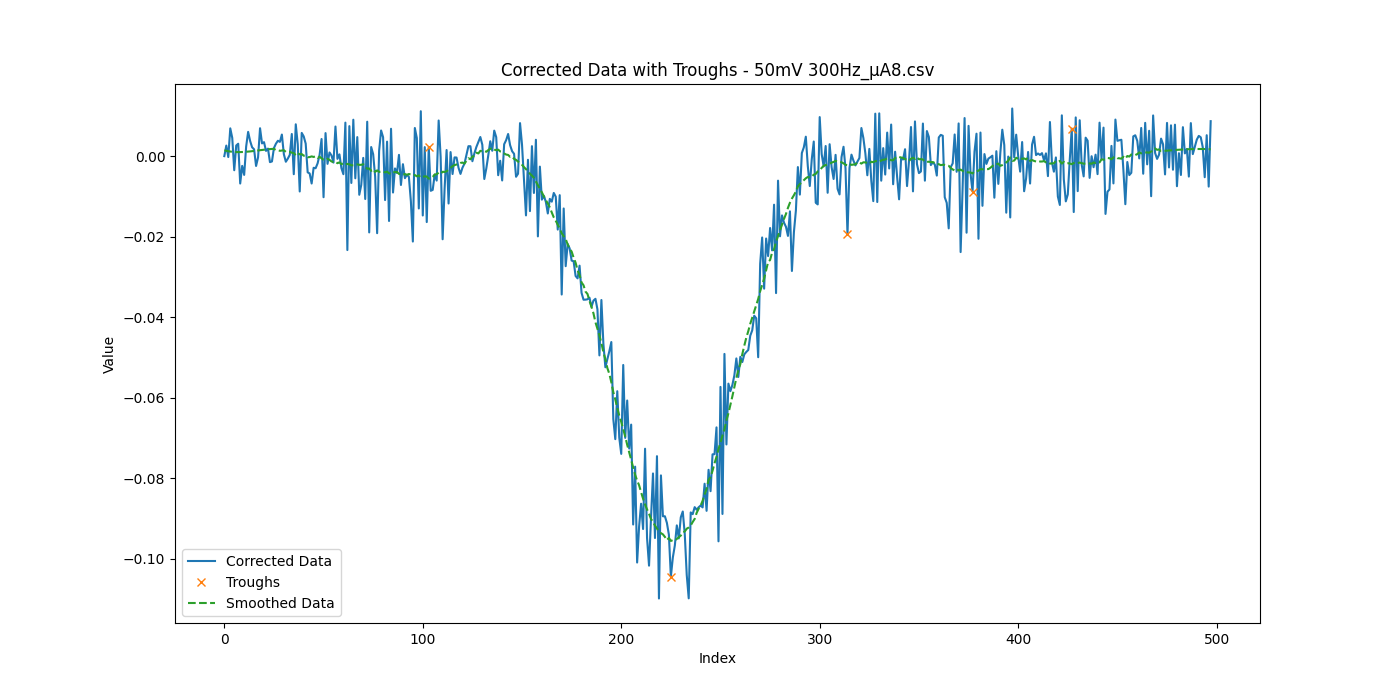 Corrected Data with Troughs - 50mV 300Hz_μA8.csv
0.00
−0.02
−0.04
−0.06
−0.08
−0.10
Value
Corrected Data
Troughs
Smoothed Data
0
100
200
300
400
500
Index